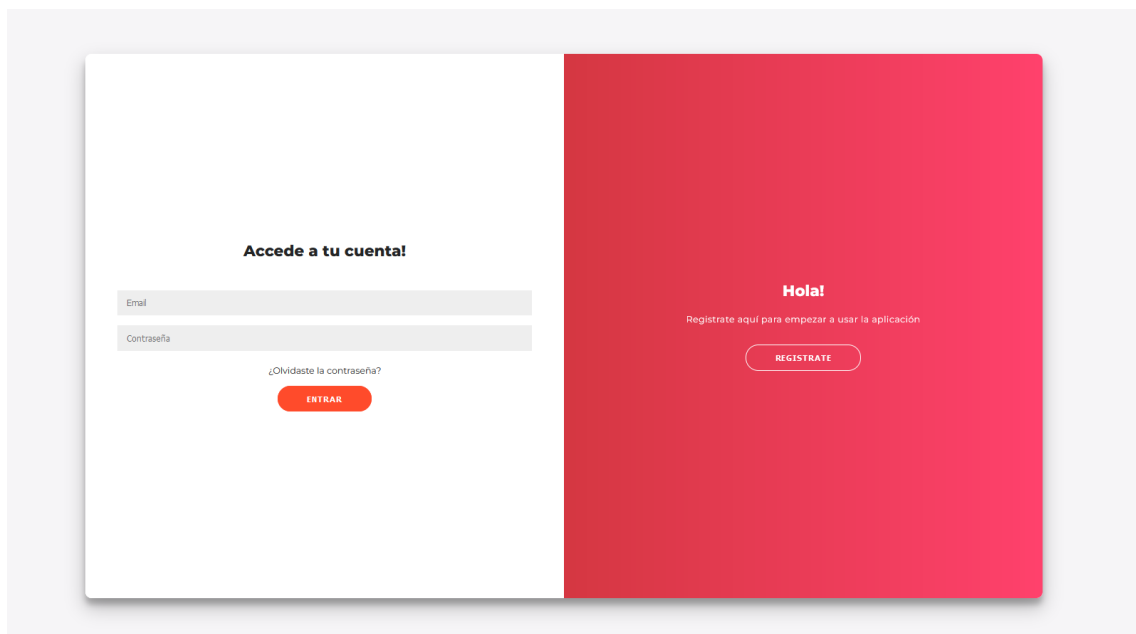 Accede a tu cuenta!
Email
Contraseña
¿Olvidaste la contraseña?
ENTRAR
Hola!
Registrate aquí para empezar a usar la aplicación
REGISTRATE